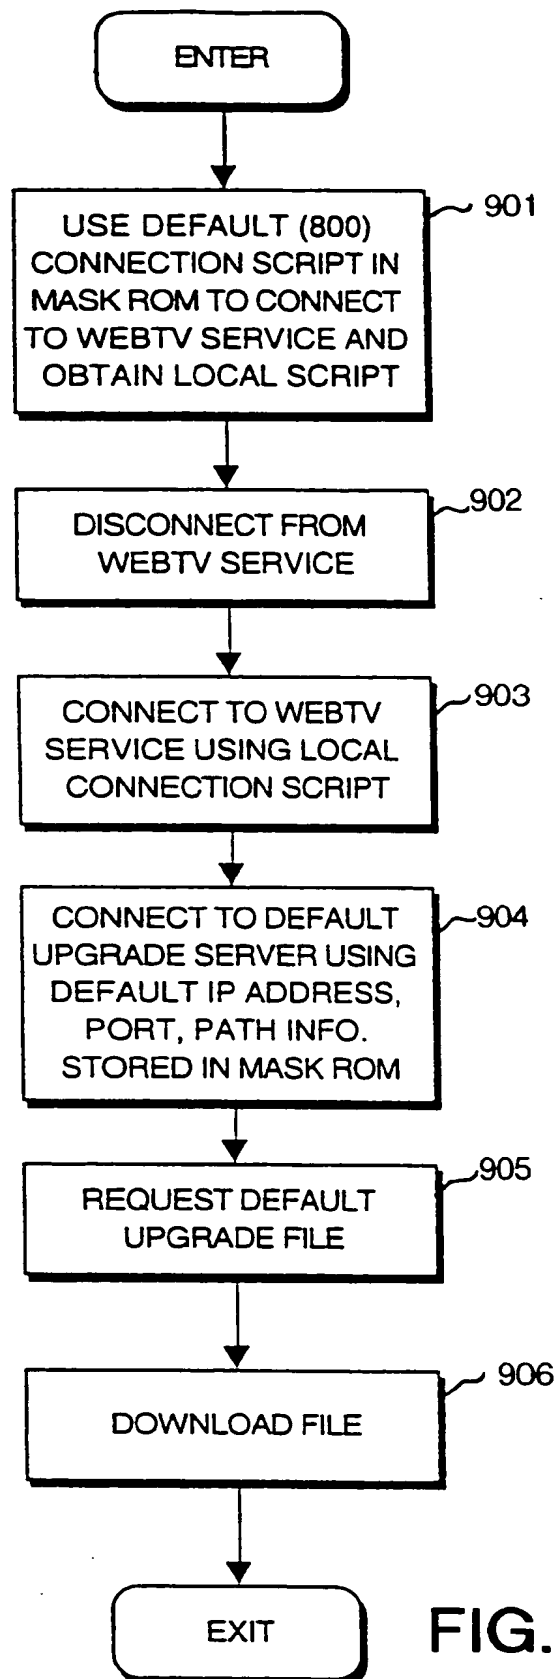 ENTER
901
USE DEFAULT (800)
CONNECTION SCRIPT IN
MASK ROM TO CONNECT
TO WEBTV SERVICE AND
OBTAIN LOCAL SCRIPT
902
DISCONNECT FROM
WEBTV SERVICE
903
CONNECT TO WEBTV
SERVICE USING LOCAL
CONNECTION SCRIPT
904
CONNECT TO DEFAULT
UPGRADE SERVER USING
DEFAULT IP ADDRESS,
PORT, PATH INFO.
STORED IN MASK ROM
905
REQUEST DEFAULT
UPGRADE FILE
906
DOWNLOAD FILE
EXIT
FIG.